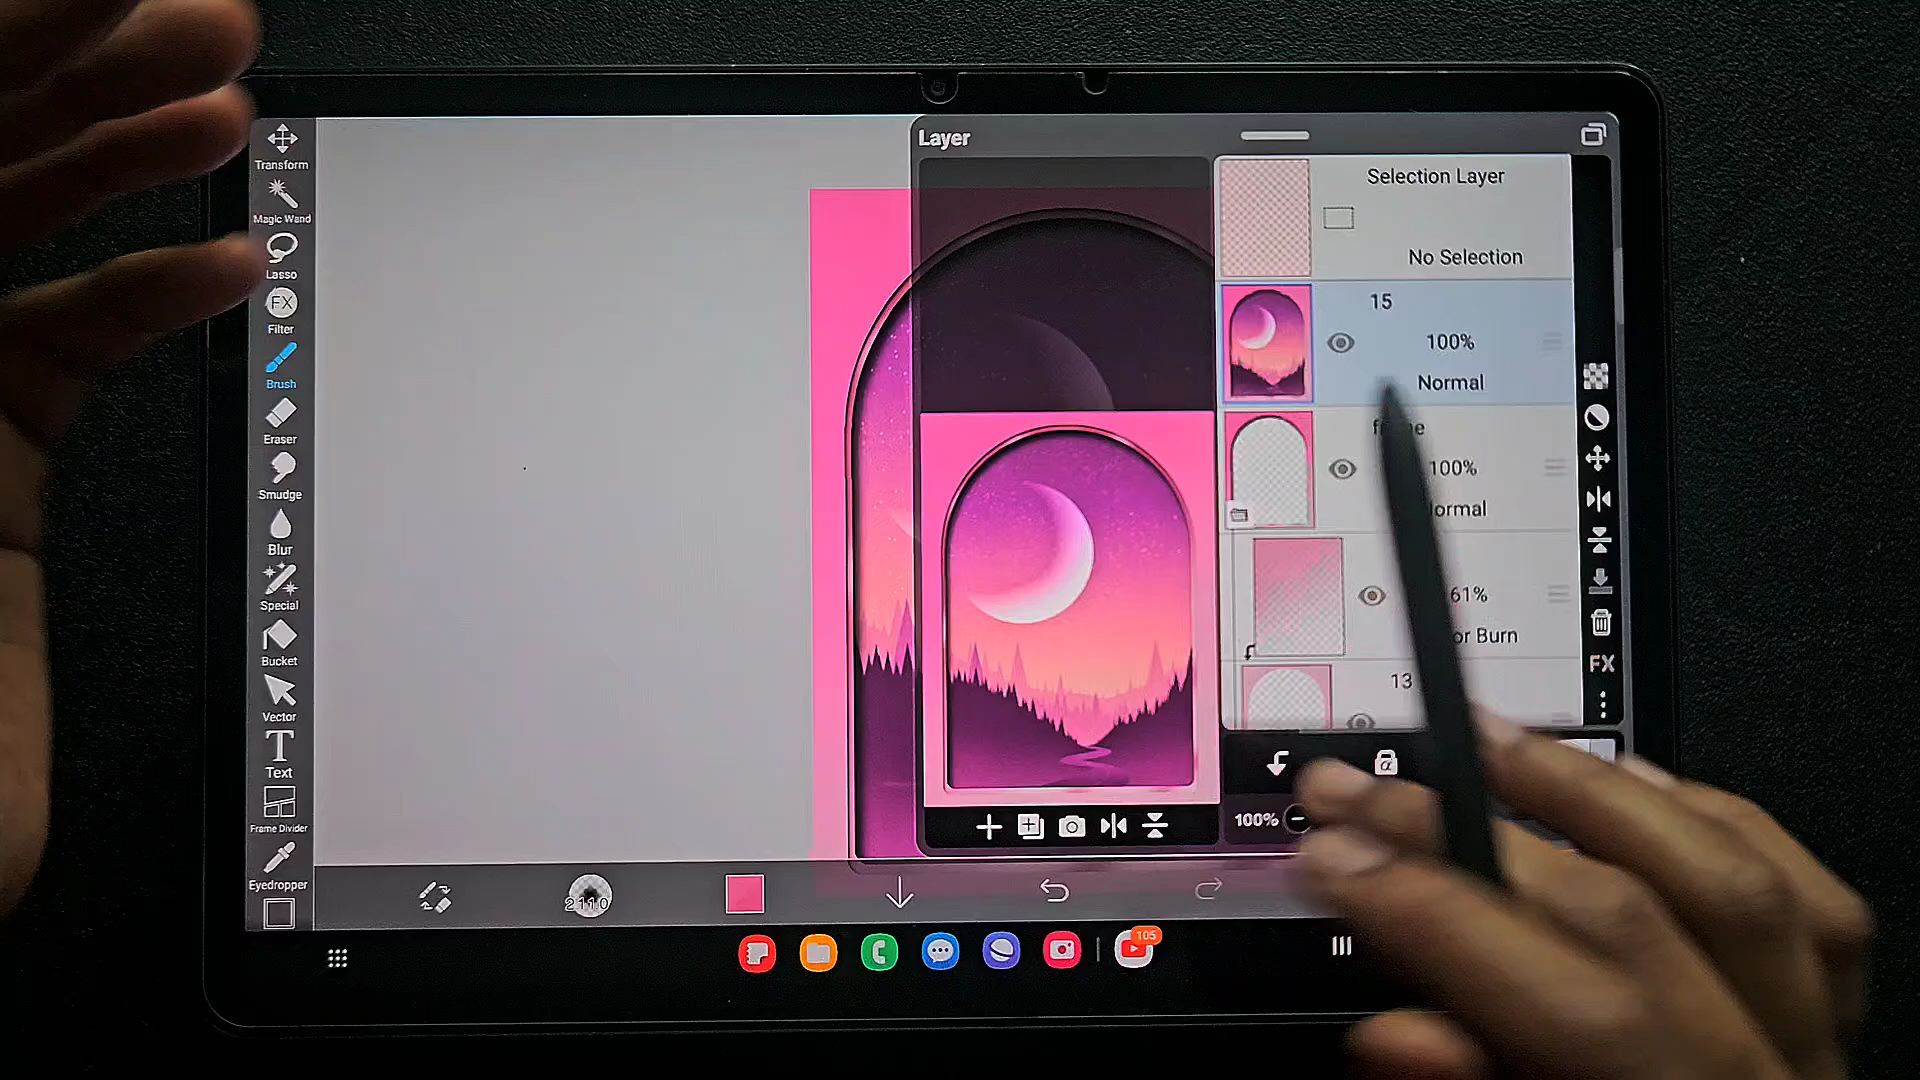 Transform
Magic Wand
Lasso
FX
Filter
Brush
Eraser
Smudge
Blur
Special
Bucket
Vector
T
Text
Frame Divider
Eyedropper
Layer
Selection Layer
No Selection
15
100%
Normal
100%
61%
Burn
13
FX
α
100%
2110
105